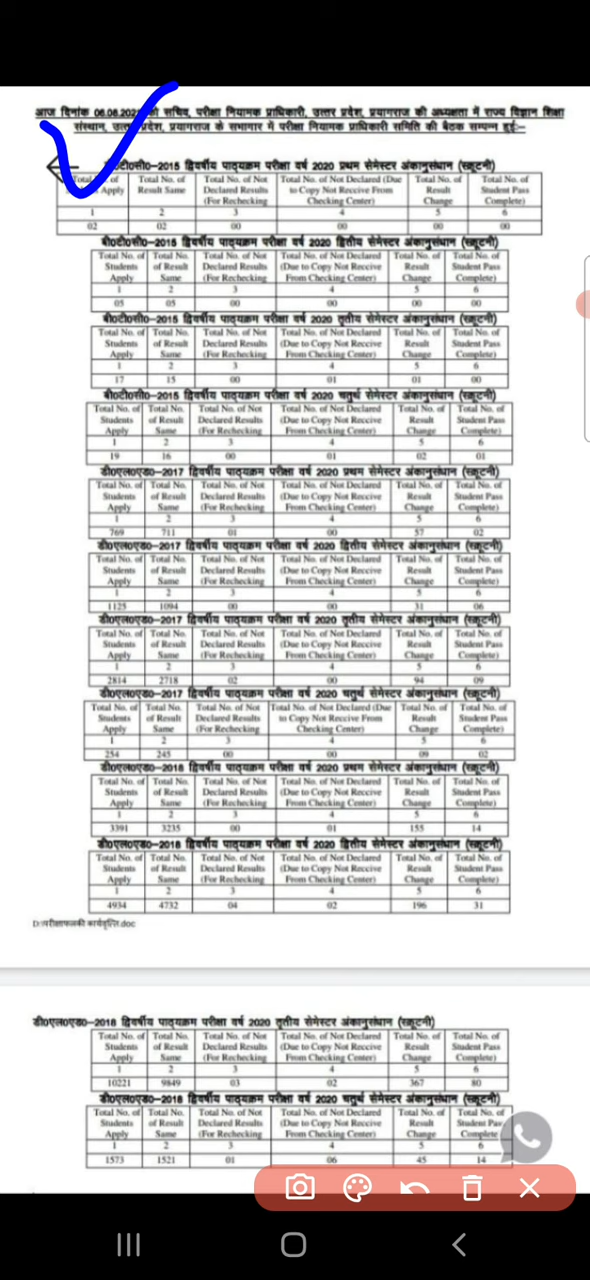 आज दिनांक 06.08.202 को सचिव, परीक्षा नियामक प्राधिकारी, उत्तर प्रदेश, प्रयागराज की अध्यक्षता में राज्य विज्ञान शिक्षा
संस्थान, उत्तर प्रदेश, प्रयागराज के सभागार में परीक्षा नियामक प्राधिकारी समिति की बैठक सम्पन्न हुई:-
बी०टी०सी०-2015 द्विवर्षीय पाठ्यक्रम परीक्षा वर्ष 2020 प्रथम सेमेस्टर अंकानुसंधान (स्क्रूटनी)
Total No. of Total No. of Total No. of Not Total No. of Not Declared (Due Total No. of Total No. of
Apply Result Same Declared Results to Copy Not Reccive From Result Student Pass
(For Rechecking Checking Center) Change Complete)
1 2 3 4 5 6
02 02 00 00 00 00
बी०टी०सी०-2015 द्विवर्षीय पाठ्यक्रम परीक्षा वर्ष 2020 द्वितीय सेमेस्टर अंकानुसंधान (स्क्रूटनी)
Total No. of Total No. Total No. of Not Total No. of Not Declared Total No. of Total No. of
Students of Result Declared Results (Due to Copy Not Reccive Result Student Pass
Apply Same (For Rechecking From Checking Center) Change Complete)
1 2 3 4 5 6
05 05 00 00 00 00
बी०टी०सी०-2015 द्विवर्षीय पाठ्यक्रम परीक्षा वर्ष 2020 तृतीय सेमेस्टर अंकानुसंधान (स्क्रूटनी)
Total No. of Total No. Total No. of Not Total No. of Not Declared Total No. of Total No. of
Students of Result Declared Results (Due to Copy Not Reccive Result Student Pass
Apply Same (For Rechecking From Checking Center) Change Complete)
1 2 3 4 5 6
17 15 00 01 01 00
बी०टी०सी०-2015 द्विवर्षीय पाठ्यक्रम परीक्षा वर्ष 2020 चतुर्थ सेमेस्टर अंकानुसंधान (स्क्रूटनी)
Total No. of Total No. Total No. of Not Total No. of Not Declared Total No. of Total No. of
Students of Result Declared Results (Due to Copy Not Reccive Result Student Pass
Apply Same (For Rechecking From Checking Center) Change Complete)
1 2 3 4 5 6
19 16 00 01 02 01
डी०एल०एड०-2017 द्विवर्षीय पाठ्यक्रम परीक्षा वर्ष 2020 प्रथम सेमेस्टर अंकानुसंधान (स्क्रूटनी)
Total No. of Total No. Total No. of Not Total No. of Not Declared Total No. of Total No. of
Students of Result Declared Results (Due to Copy Not Reccive Result Student Pass
Apply Same (For Rechecking From Checking Center) Change Complete)
1 2 3 4 5 6
769 711 01 00 57 02
डी०एल०एड०-2017 द्विवर्षीय पाठ्यक्रम परीक्षा वर्ष 2020 द्वितीय सेमेस्टर अंकानुसंधान (स्क्रूटनी)
Total No. of Total No. Total No. of Not Total No. of Not Declared Total No. of Total No. of
Students of Result Declared Results (Due to Copy Not Reccive Result Student Pass
Apply Same (For Rechecking From Checking Center) Change Complete)
1 2 3 4 5 6
1125 1094 00 00 31 06
डी०एल०एड०-2017 द्विवर्षीय पाठ्यक्रम परीक्षा वर्ष 2020 तृतीय सेमेस्टर अंकानुसंधान (स्क्रूटनी)
Total No. of Total No. Total No. of Not Total No. of Not Declared Total No. of Total No. of
Students of Result Declared Results (Due to Copy Not Reccive Result Student Pass
Apply Same (For Rechecking From Checking Center) Change Complete)
1 2 3 4 5 6
2814 2718 02 00 94 09
डी०एल०एड०-2017 द्विवर्षीय पाठ्यक्रम परीक्षा वर्ष 2020 चतुर्थ सेमेस्टर अंकानुसंधान (स्क्रूटनी)
Total No. of Total No. Total No. of Not Total No. of Not Declared (Due Total No. of Total No. of
Students of Result Declared Results to Copy Not Reccive From Result Student Pass
Apply Same (For Rechecking Checking Center) Change Complete)
1 2 3 4 5 6
254 245 00 00 09 02
डी०एल०एड०-2018 द्विवर्षीय पाठ्यक्रम परीक्षा वर्ष 2020 प्रथम सेमेस्टर अंकानुसंधान (स्क्रूटनी)
Total No. of Total No. Total No. of Not Total No. of Not Declared Total No. of Total No. of
Students of Result Declared Results (Due to Copy Not Reccive Result Student Pass
Apply Same (For Rechecking From Checking Center) Change Complete)
1 2 3 4 5 6
3391 3235 00 01 155 14
डी०एल०एड०-2018 द्विवर्षीय पाठ्यक्रम परीक्षा वर्ष 2020 द्वितीय सेमेस्टर अंकानुसंधान (स्क्रूटनी)
Total No. of Total No. Total No. of Not Total No. of Not Declared Total No. of Total No. of
Students of Result Declared Results (Due to Copy Not Reccive Result Student Pass
Apply Same (For Rechecking From Checking Center) Change Complete)
1 2 3 4 5 6
4934 4732 04 02 196 31
डी०एल०एड०-2018 द्विवर्षीय पाठ्यक्रम परीक्षा वर्ष 2020 तृतीय सेमेस्टर अंकानुसंधान (स्क्रूटनी)
Total No. of Total No. Total No. of Not Total No. of Not Declared Total No. of Total No. of
Students of Result Declared Results (Due to Copy Not Reccive Result Student Pass
Apply Same (For Rechecking From Checking Center) Change Complete)
1 2 3 4 5 6
10221 9849 03 02 367 80
डी०एल०एड०-2018 द्विवर्षीय पाठ्यक्रम परीक्षा वर्ष 2020 चतुर्थ सेमेस्टर अंकानुसंधान (स्क्रूटनी)
Total No. of Total No. Total No. of Not Total No. of Not Declared Total No. of Total No. of
Students of Result Declared Results (Due to Copy Not Reccive Result Student Pas
Apply Same (For Rechecking From Checking Center) Change Complete
1 2 3 4 5 6
1573 1521 01 06 45 14